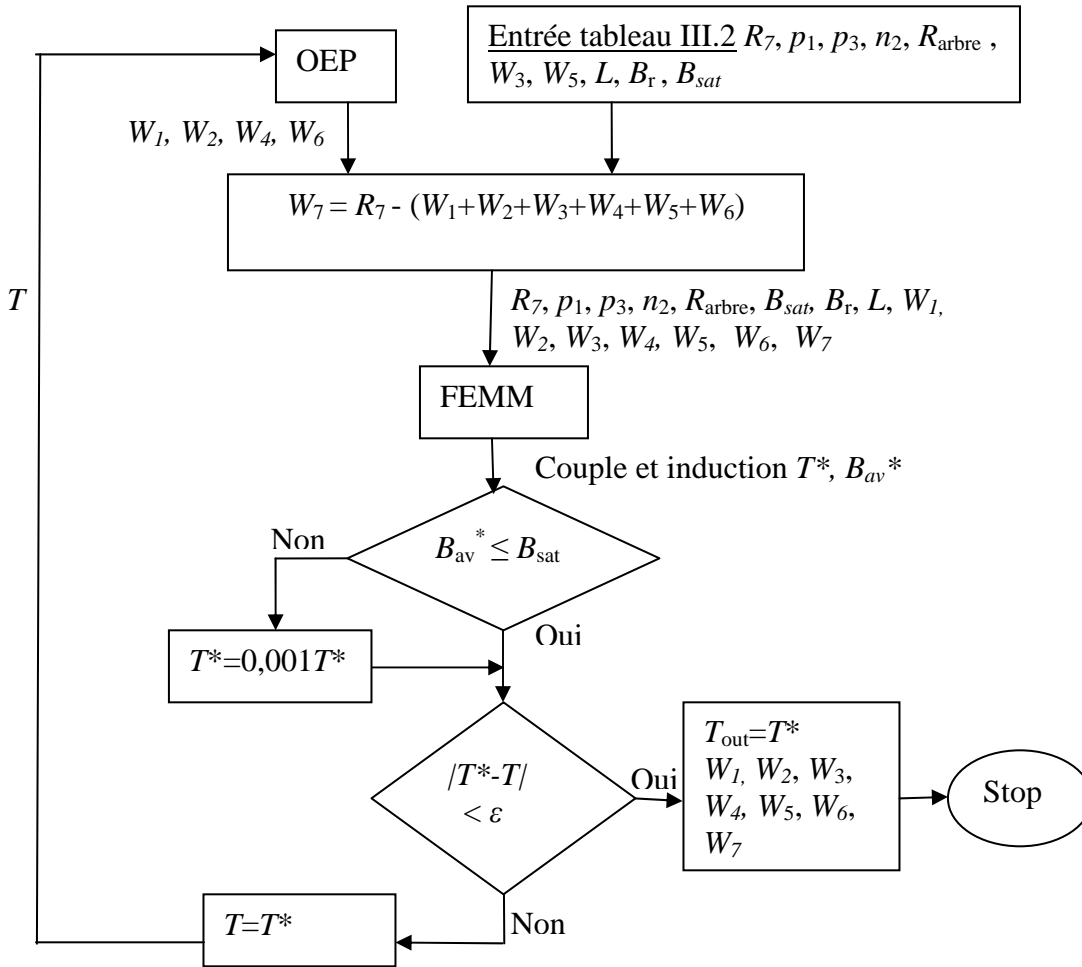 OEP
Entrée tableau III.2 R7, p1, p3, n2, Rarbre ,
W3, W5, L, Br , Bsat
W1, W2, W4, W6
W7 = R7 - (W1+W2+W3+W4+W5+W6)
T
R7, p1, p3, n2, Rarbre, Bsat, Br, L, W1,
W2, W3, W4, W5, W6, W7
FEMM
Couple et induction T*, Bav*
Non
Bav* ≤ Bsat
Oui
T*=0,001T*
|T*-T|
< ε
Oui
Tout=T*
W1, W2, W3,
W4, W5, W6,
W7
Stop
Non
T=T*